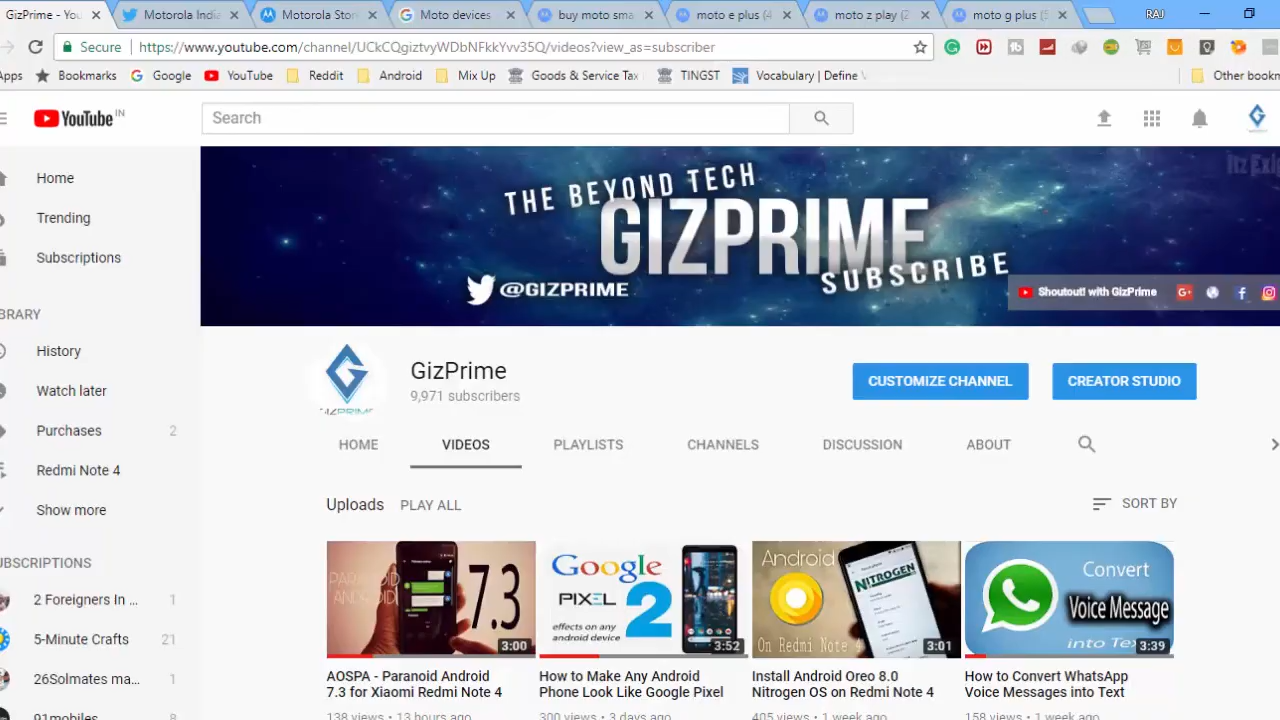 GizPrime - You
Motorola Indi
Motorola Stor
Moto devices
buy moto sma
moto e plus (4
moto z play (2
moto g plus (5
RAJ
Secure
https://www.youtube.com/channel/UCkCQgiztvyWDbNFkkYvv35Q/videos?view_as=subscriber
Apps
Bookmarks
Google
YouTube
Reddit
Android
Mix Up
Goods & Service Tax
TINGST
Vocabulary | Define
Other bookm
YouTube IN
Search
Home
Trending
Subscriptions
BRARY
History
Watch later
Purchases 2
Redmi Note 4
Show more
UBSCRIPTIONS
2 Foreigners In ... 1
5-Minute Crafts 21
26Solmates ma... 1
91mobiles 8
THE BEYOND TECH
GIZPRIME
SUBSCRIBE
@GIZPRIME
Shoutout! with GizPrime
GizPrime
9,971 subscribers
CUSTOMIZE CHANNEL
CREATOR STUDIO
HOME
VIDEOS
PLAYLISTS
CHANNELS
DISCUSSION
ABOUT
Uploads
PLAY ALL
SORT BY
PARANOID
ANDROID
7.3
3:00
AOSPA - Paranoid Android
7.3 for Xiaomi Redmi Note 4
138 views • 13 hours ago
Google
PIXEL 2
effects on any
android device
3:52
How to Make Any Android
Phone Look Like Google Pixel
300 views • 3 days ago
Android
NITROGEN
On Redmi Note 4
3:01
Install Android Oreo 8.0
Nitrogen OS on Redmi Note 4
405 views • 1 week ago
Convert
Voice Message
into Tex
3:39
How to Convert WhatsApp
Voice Messages into Text
158 views • 1 week ago